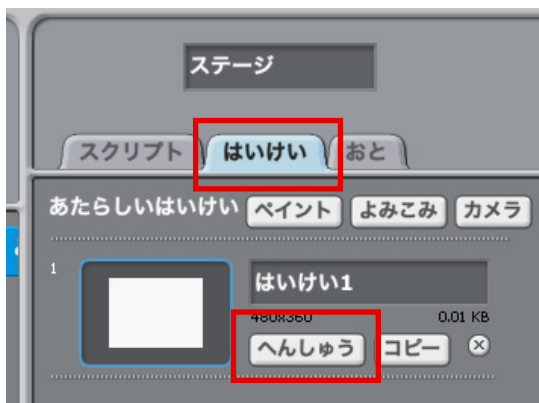 ステージ
スクリプト はいけい おと
あたらしいはいけい ペイント よみこみ カメラ
1
はいけい1
480x360 0.01 KB
へんしゅう コピー